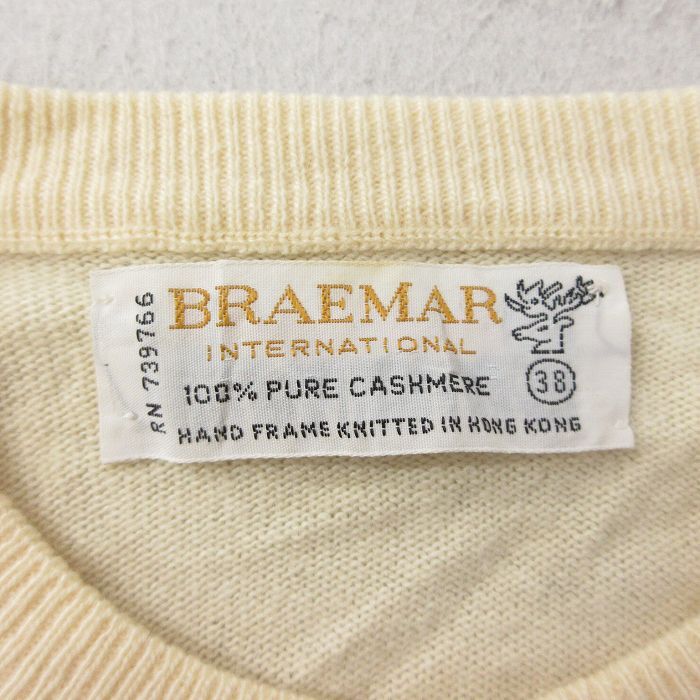 BRAEMAR
INTERNATIONAL
100% PURE CASHMERE
38
HAND FRAME KNITTED IN HONG KONG
RN 739766